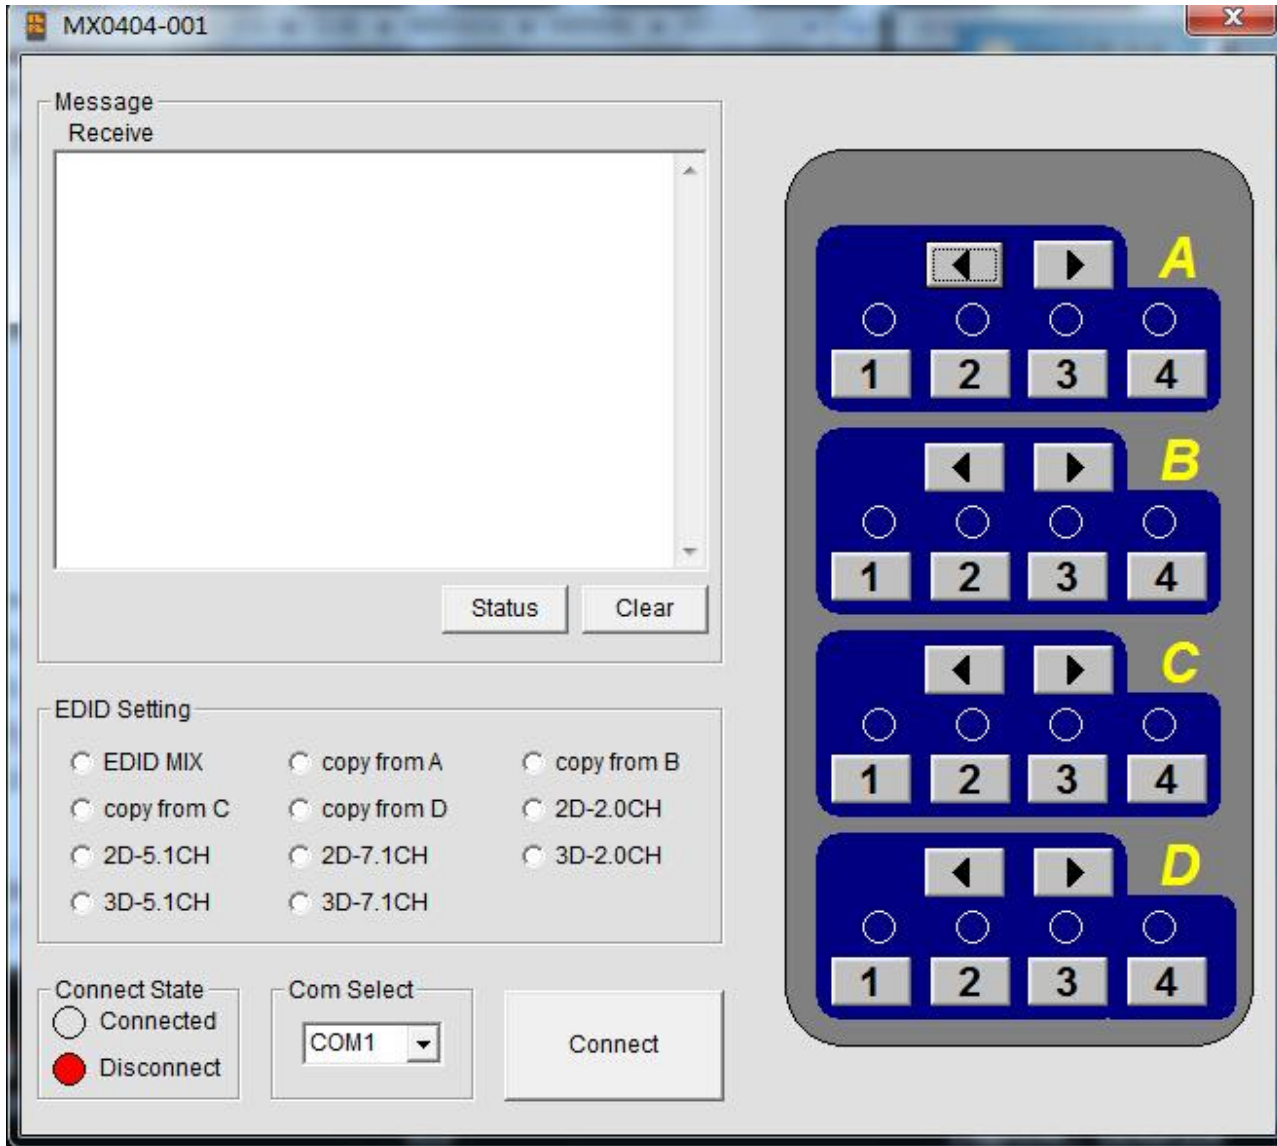 MX0404-001
Message
Receive
Status Clear
EDID Setting
EDID MIX copy from A copy from B
copy from C copy from D 2D-2.0CH
2D-5.1CH 2D-7.1CH 3D-2.0CH
3D-5.1CH 3D-7.1CH
Connect State
Connected
Disconnect
Com Select
COM1
Connect
A
1 2 3 4
B
1 2 3 4
C
1 2 3 4
D
1 2 3 4